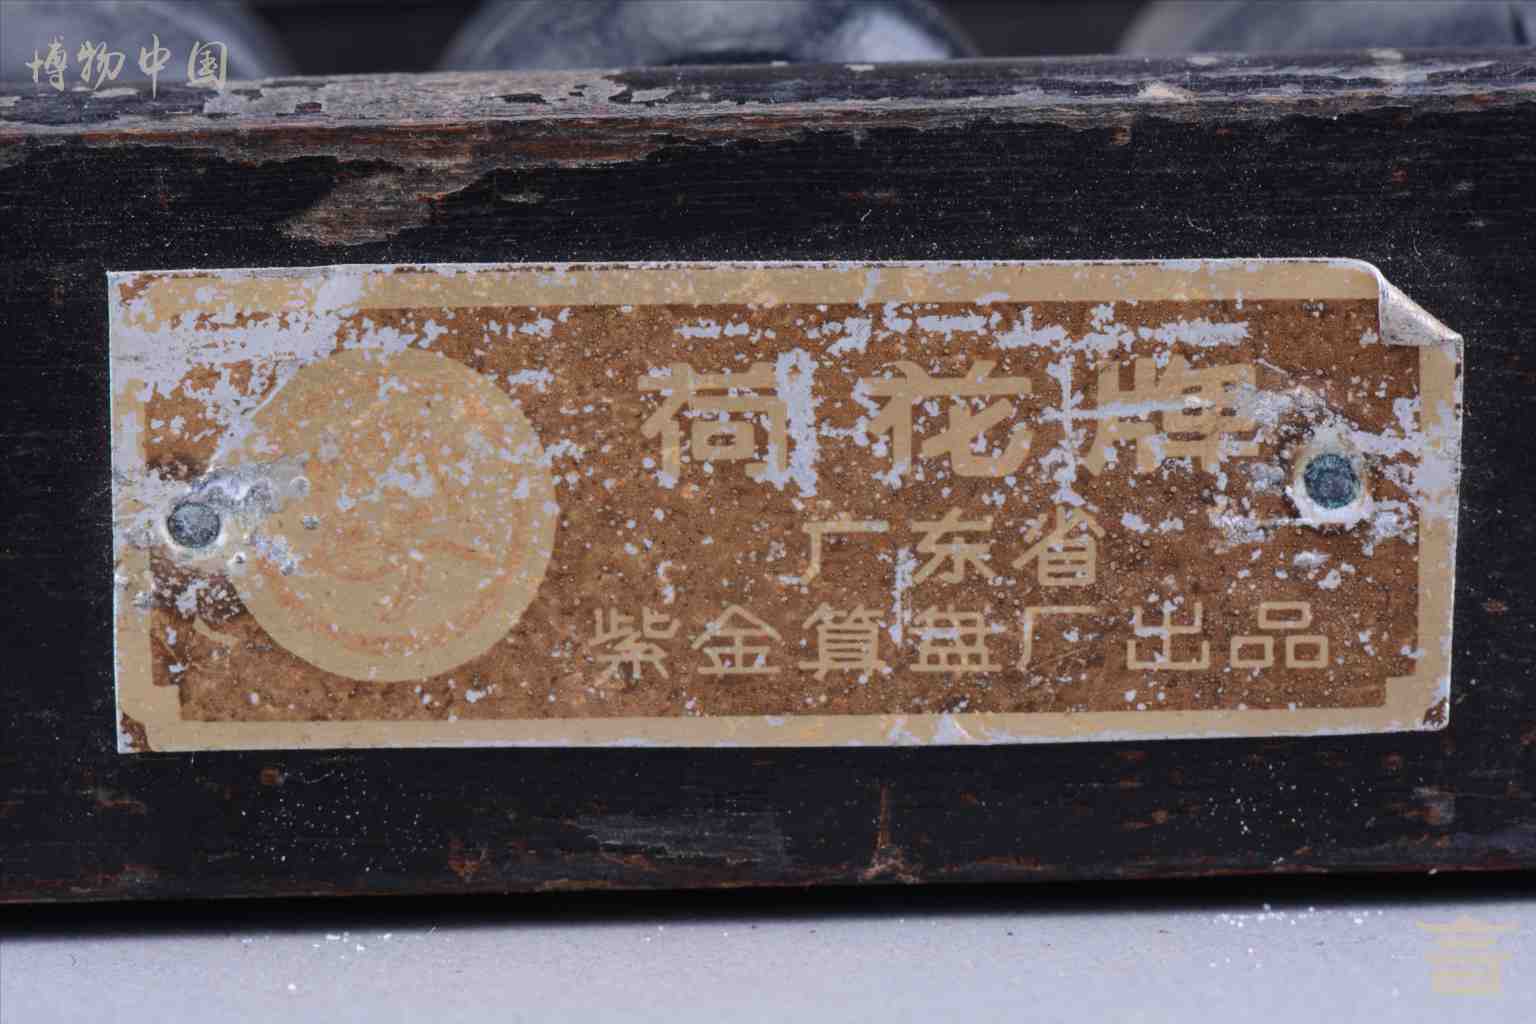 博物中国
荷花牌
广东省
紫金算盘厂出品